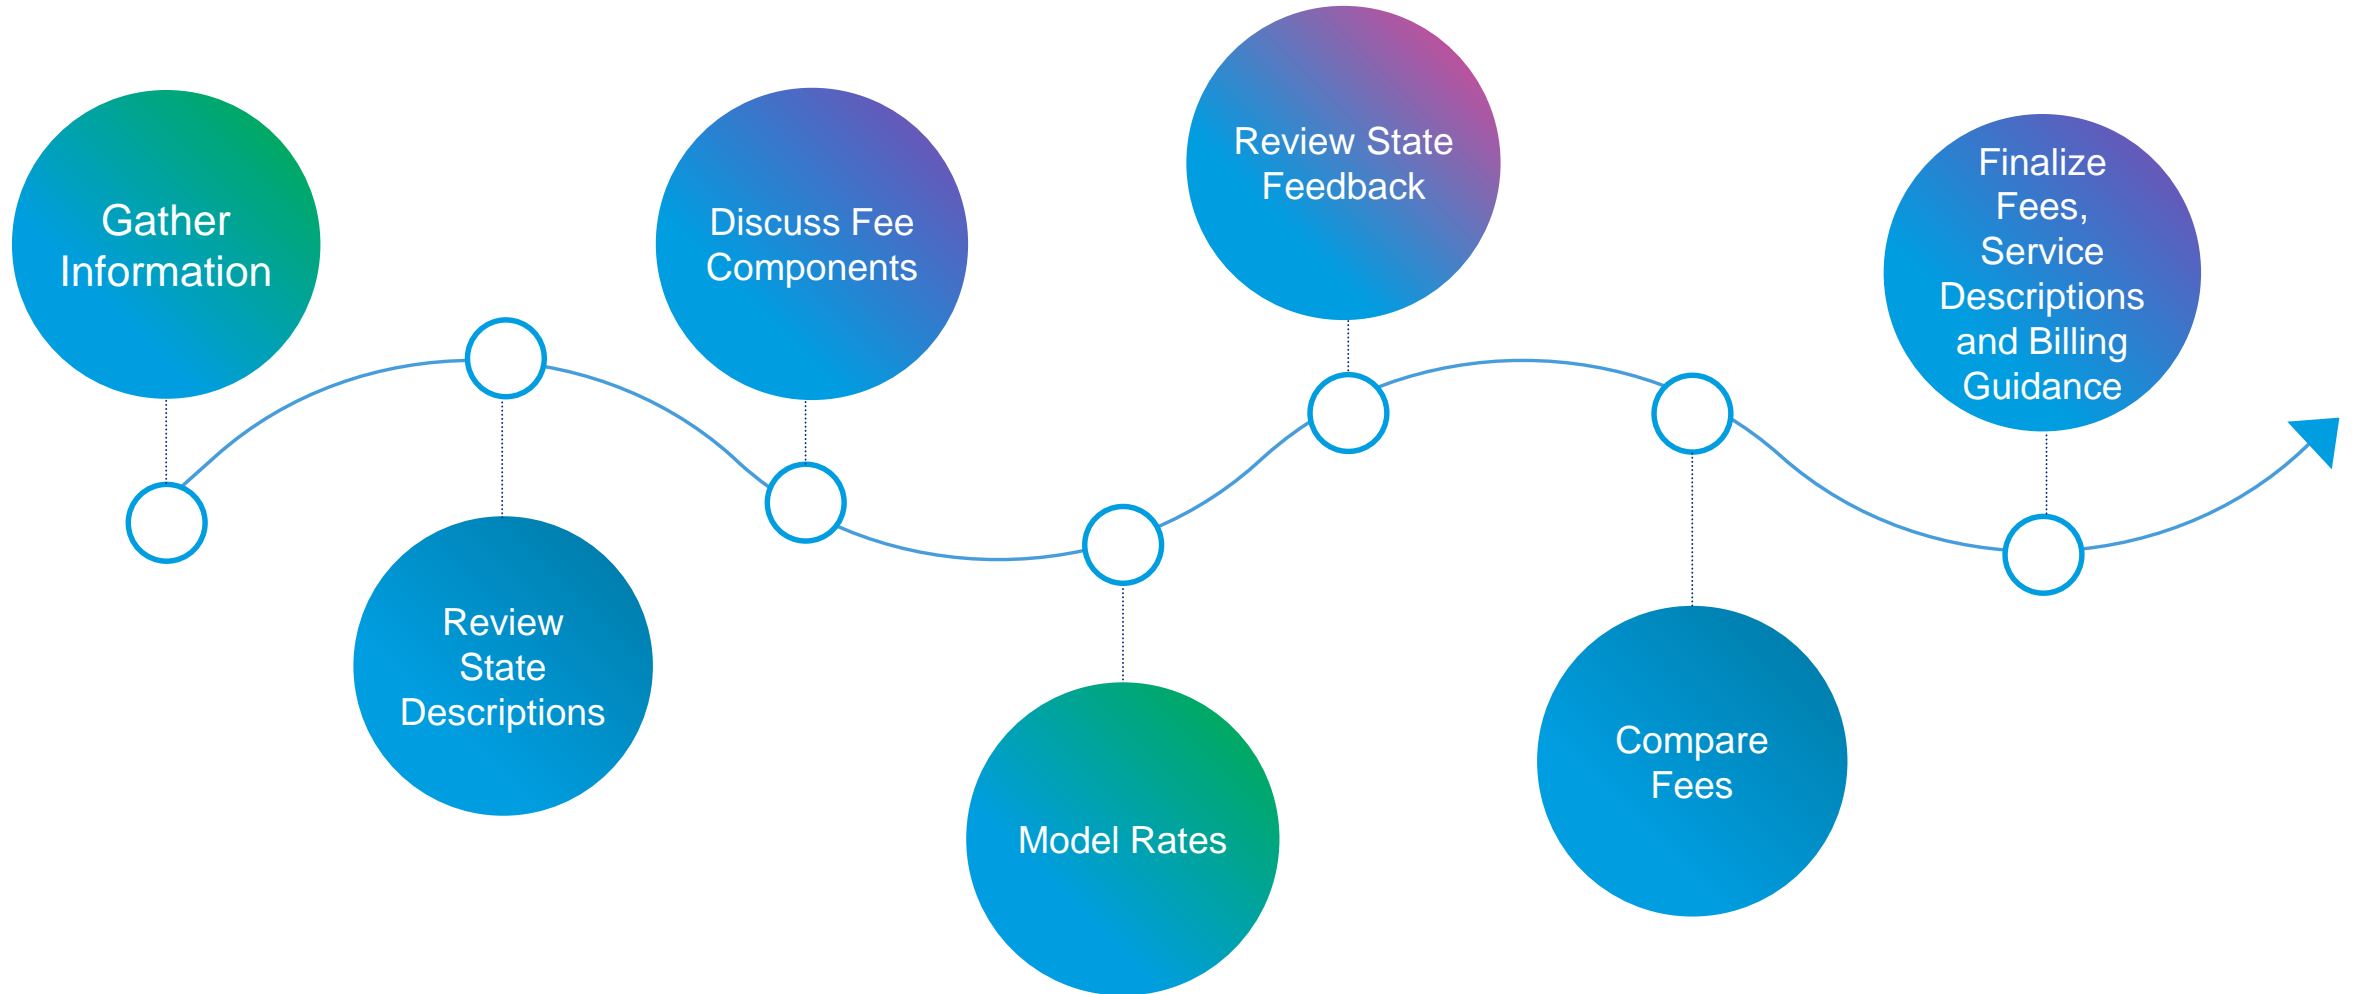 Gather
Information
Review
State
Descriptions
Discuss Fee
Components
Model Rates
Review State
Feedback
Compare
Fees
Finalize
Fees,
Service
Descriptions
and Billing
Guidance